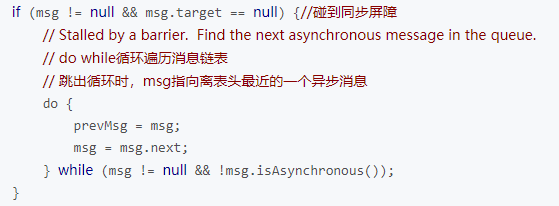 if (msg != null && msg.target == null) {//碰到同步屏障
    // Stalled by a barrier.  Find the next asynchronous message in the queue.
    // do while循环遍历消息链表
    // 跳出循环时，msg指向离表头最近的一个异步消息
    do {
        prevMsg = msg;
        msg = msg.next;
    } while (msg != null && !msg.isAsynchronous());
}